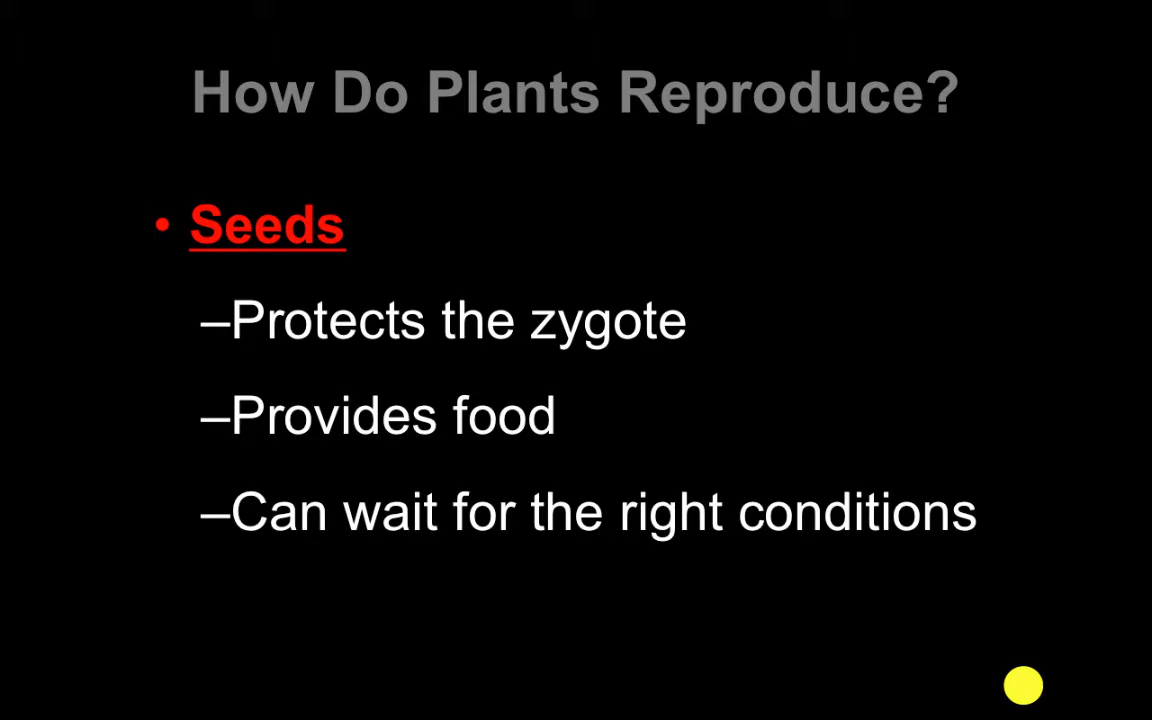 How Do Plants Reproduce?
• Seeds
–Protects the zygote
–Provides food
–Can wait for the right conditions